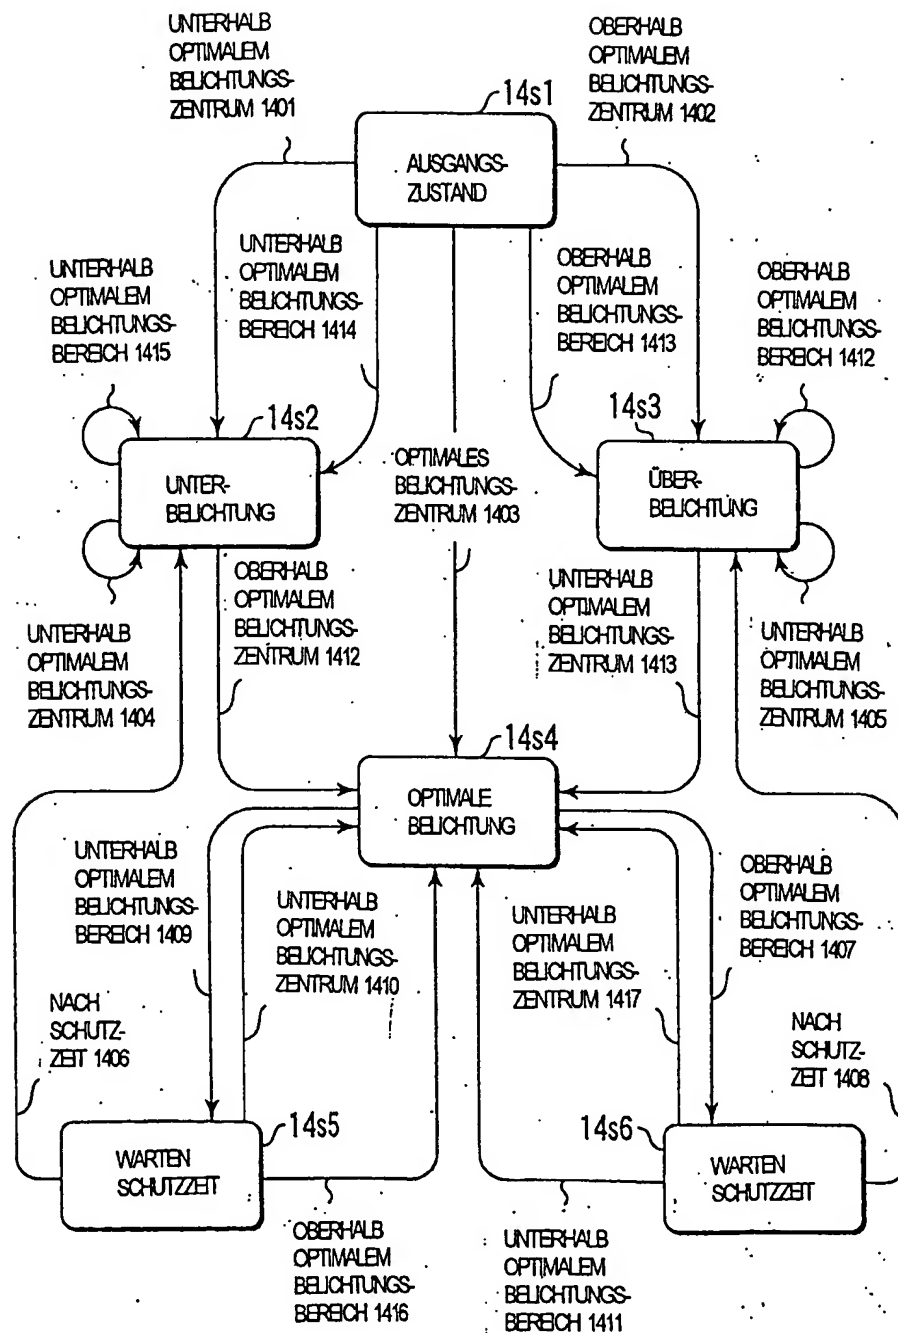 UNTERHALB
OPTIMALEM
BELICHTUNGS-
ZENTRUM 1401
OBERHALB
OPTIMALEM
BELICHTUNGS-
ZENTRUM 1402
14s1
AUSGANGS-
ZUSTAND
UNTERHALB
OPTIMALEM
BELICHTUNGS-
BEREICH 1415
UNTERHALB
OPTIMALEM
BELICHTUNGS-
BEREICH 1414
OBERHALB
OPTIMALEM
BELICHTUNGS-
BEREICH 1413
OBERHALB
OPTIMALEM
BELICHTUNGS-
BEREICH 1412
14s2
UNTER-
BELICHTUNG
OPTIMALES
BELICHTUNGS-
ZENTRUM 1403
14s3
ÜBER-
BELICHTUNG
UNTERHALB
OPTIMALEM
BELICHTUNGS-
ZENTRUM 1404
OBERHALB
OPTIMALEM
BELICHTUNGS-
ZENTRUM 1412
UNTERHALB
OPTIMALEM
BELICHTUNGS-
ZENTRUM 1413
UNTERHALB
OPTIMALEM
BELICHTUNGS-
ZENTRUM 1405
14s4
OPTIMALE
BELICHTUNG
UNTERHALB
OPTIMALEM
BELICHTUNGS-
BEREICH 1409
UNTERHALB
OPTIMALEM
BELICHTUNGS-
ZENTRUM 1410
UNTERHALB
OPTIMALEM
BELICHTUNGS-
ZENTRUM 1417
OBERHALB
OPTIMALEM
BELICHTUNGS-
BEREICH 1407
NACH
SCHUTZ-
ZEIT 1406
NACH
SCHUTZ-
ZEIT 1408
14s5
WARTEN
SCHUTZZEIT
14s6
WARTEN
SCHUTZZEIT
OBERHALB
OPTIMALEM
BELICHTUNGS-
BEREICH 1416
UNTERHALB
OPTIMALEM
BELICHTUNGS-
BEREICH 1411